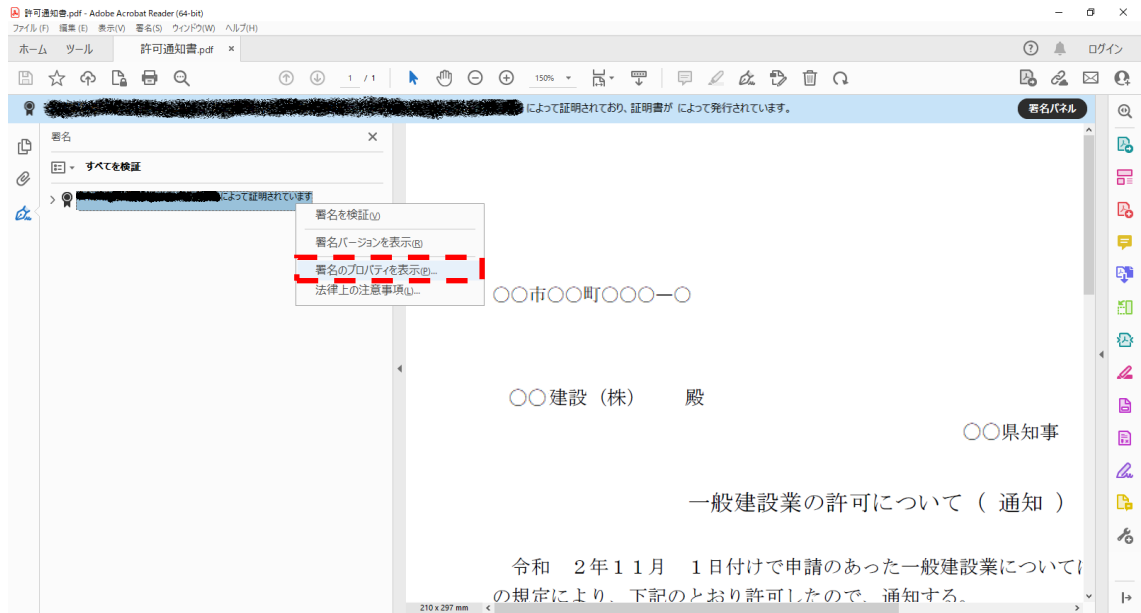 許可通知書.pdf - Adobe Acrobat Reader (64-bit)
ファイル(F) 編集(E) 表示(V) 署名(S) ウィンドウ(W) ヘルプ(H)
ホーム ツール 許可通知書.pdf × ログイン
1 / 1 150%
によって証明されており、証明書が によって発行されています。 署名パネル
署名
すべてを検証
によって証明されています
署名を検証(V)
署名バージョンを表示(R)
署名のプロパティを表示(P)...
法律上の注意事項(L)...
〇〇市〇〇町〇〇〇―〇
〇〇建設(株) 殿
〇〇県知事
一般建設業の許可について( 通知 )
令和 2年11月 1日付けで申請のあった一般建設業について
の規定により、下記のとおり許可したので、通知する。
210 x 297 mm